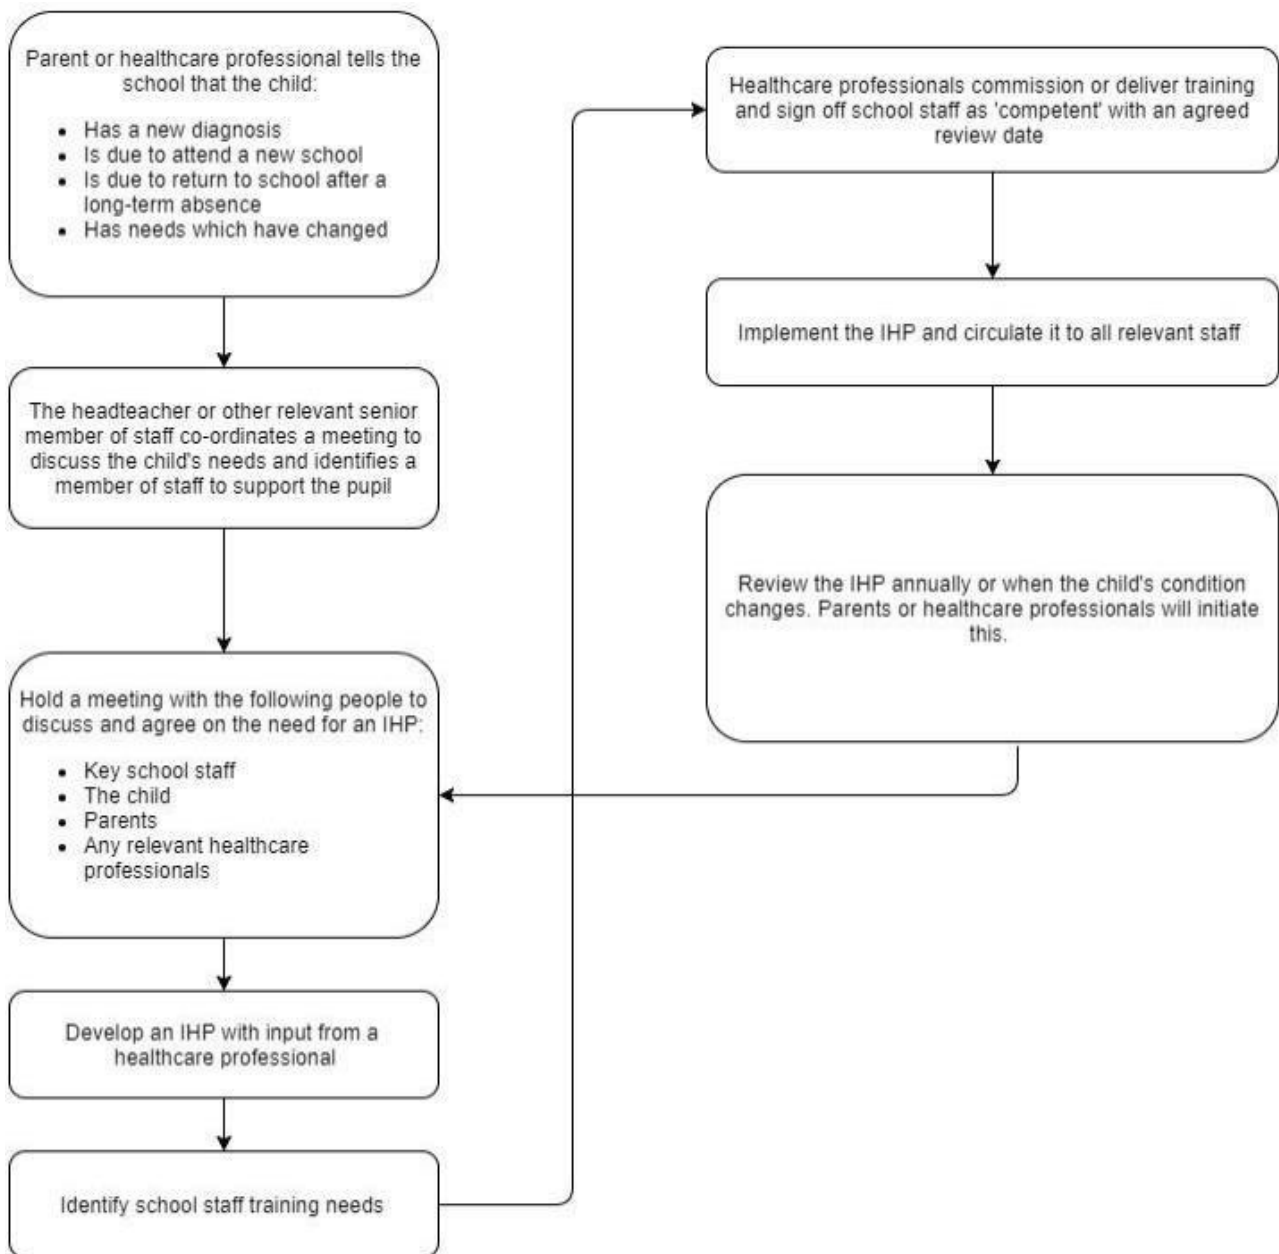 Parent or healthcare professional tells the
school that the child:
• Has a new diagnosis
• Is due to attend a new school
• Is due to return to school after a
long-term absence
• Has needs which have changed
The headteacher or other relevant senior
member of staff co-ordinates a meeting to
discuss the child's needs and identifies a
member of staff to support the pupil
Hold a meeting with the following people to
discuss and agree on the need for an IHP:
• Key school staff
• The child
• Parents
• Any relevant healthcare
professionals
Develop an IHP with input from a
healthcare professional
Identify school staff training needs
Healthcare professionals commission or deliver training
and sign off school staff as 'competent' with an agreed
review date
Implement the IHP and circulate it to all relevant staff
Review the IHP annually or when the child's condition
changes. Parents or healthcare professionals will initiate
this.